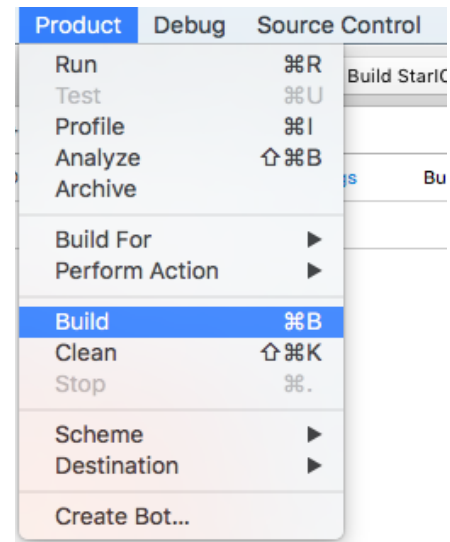 Product Debug Source Control
Run ⌘R
Build StarIC
Test ⌘U
Profile ⌘I
Analyze ⇧⌘B
gs Bu
Archive
Build For ▶
Perform Action ▶
Build ⌘B
Clean ⇧⌘K
Stop ⌘.
Scheme ▶
Destination ▶
Create Bot...